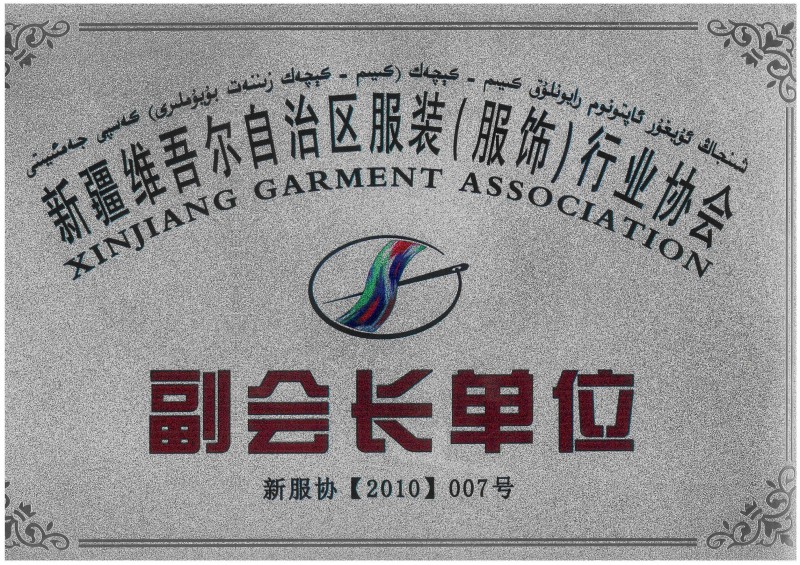 شىنجاڭ ئۇيغۇر ئاپتونوم رايونلۇق كىيىم - كېچەك (كىيىم - كېچەك زىننەت بۇيۇملىرى) كەسپى جەمئىيىتى
新疆维吾尔自治区服装(服饰)行业协会
XINJIANG GARMENT ASSOCIATION
副会长单位
新服协【2010】007号